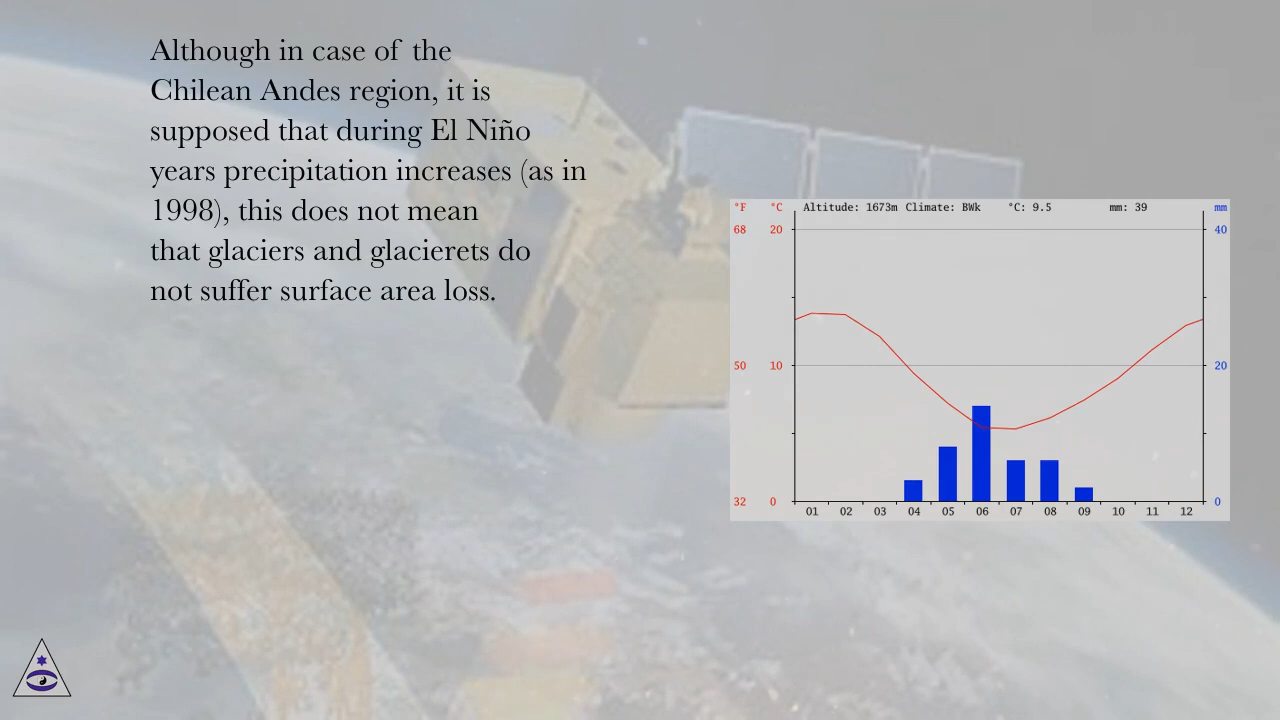 Although in case of the
Chilean Andes region, it is
supposed that during El Niño
years precipitation increases (as in
1998), this does not mean
that glaciers and glacierets do
not suffer surface area loss.
°F °C Altitude: 1673m Climate: BWk °C: 9.5 mm: 39 mm
68 20 40
50 10 20
32 0 0
01 02 03 04 05 06 07 08 09 10 11 12